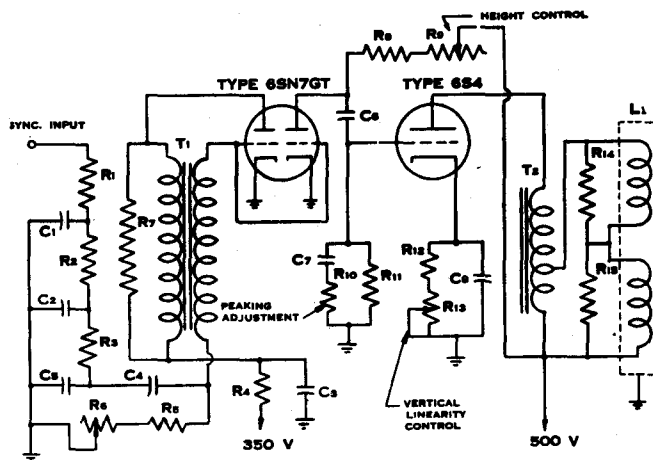 HEIGHT CONTROL
R8
R9
TYPE 6SN7GT
TYPE 6S4
L1
SYNC. INPUT
T1
C6
R14
T2
R1
R7
C1
R2
C7
R10
R11
R12
C8
R15
R13
C2
PEAKING
ADJUSTMENT
R3
C5
C4
R4
C3
R6
R5
VERTICAL
LINEARITY
CONTROL
350 V
500 V